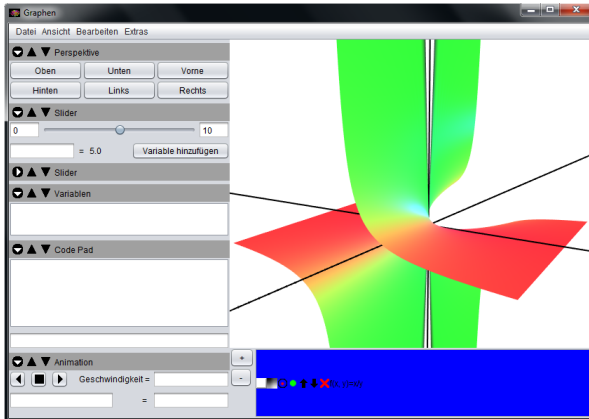 Graphen
Datei Ansicht Bearbeiten Extras
Perspektive
Oben Unten Vorne
Hinten Links Rechts
Slider
0 10
= 5.0 Variable hinzufügen
Slider
Variablen
Code Pad
Animation
Geschwindigkeit =
=
+
-